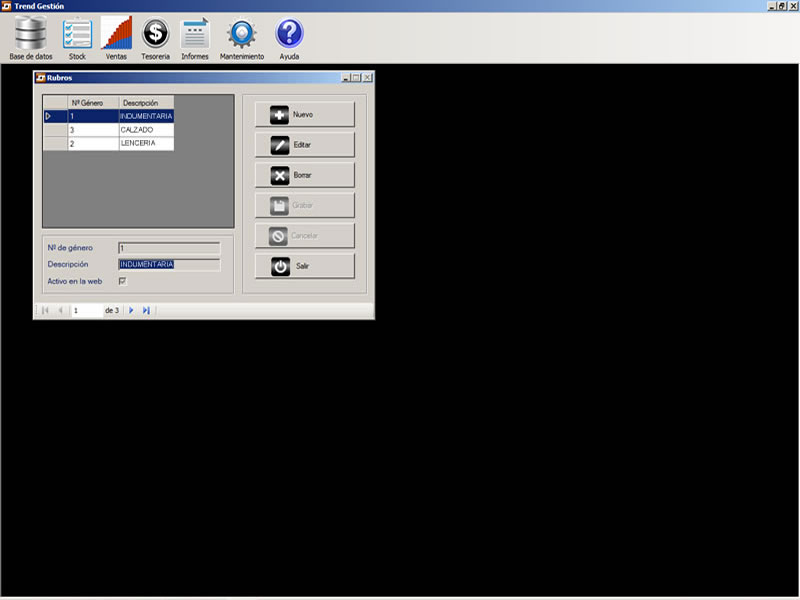 Trend Gestión
Base de datos Stock Ventas Tesoreria Informes Mantenimiento Ayuda
Rubros
Nº Género Descripción
1 INDUMENTARIA
3 CALZADO
2 LENCERIA
Nuevo
Editar
Borrar
Grabar
Cancelar
Salir
Nº de género 1
Descripción INDUMENTARIA
Activo en la web
1 de 3